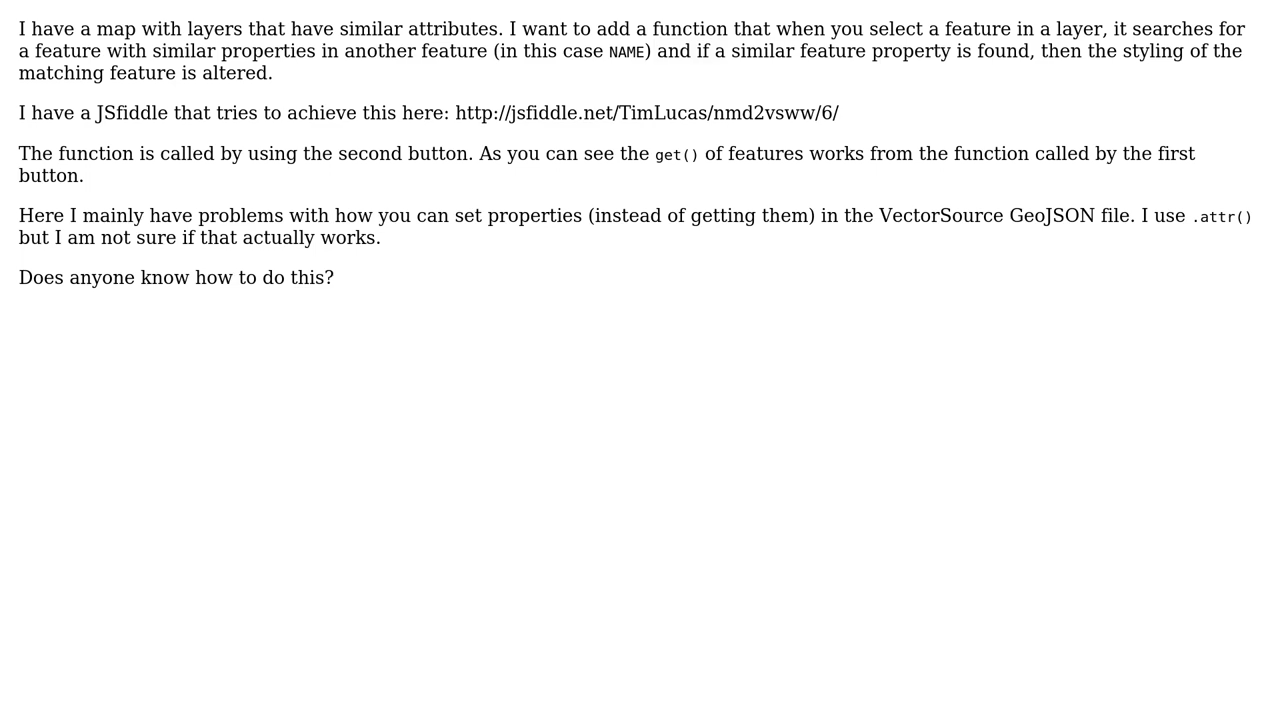 I have a map with layers that have similar attributes. I want to add a function that when you select a feature in a layer, it searches for
a feature with similar properties in another feature (in this case NAME) and if a similar feature property is found, then the styling of the
matching feature is altered.
I have a JSfiddle that tries to achieve this here: http://jsfiddle.net/TimLucas/nmd2vsww/6/
The function is called by using the second button. As you can see the get() of features works from the function called by the first
button.
Here I mainly have problems with how you can set properties (instead of getting them) in the VectorSource GeoJSON file. I use .attr()
but I am not sure if that actually works.
Does anyone know how to do this?